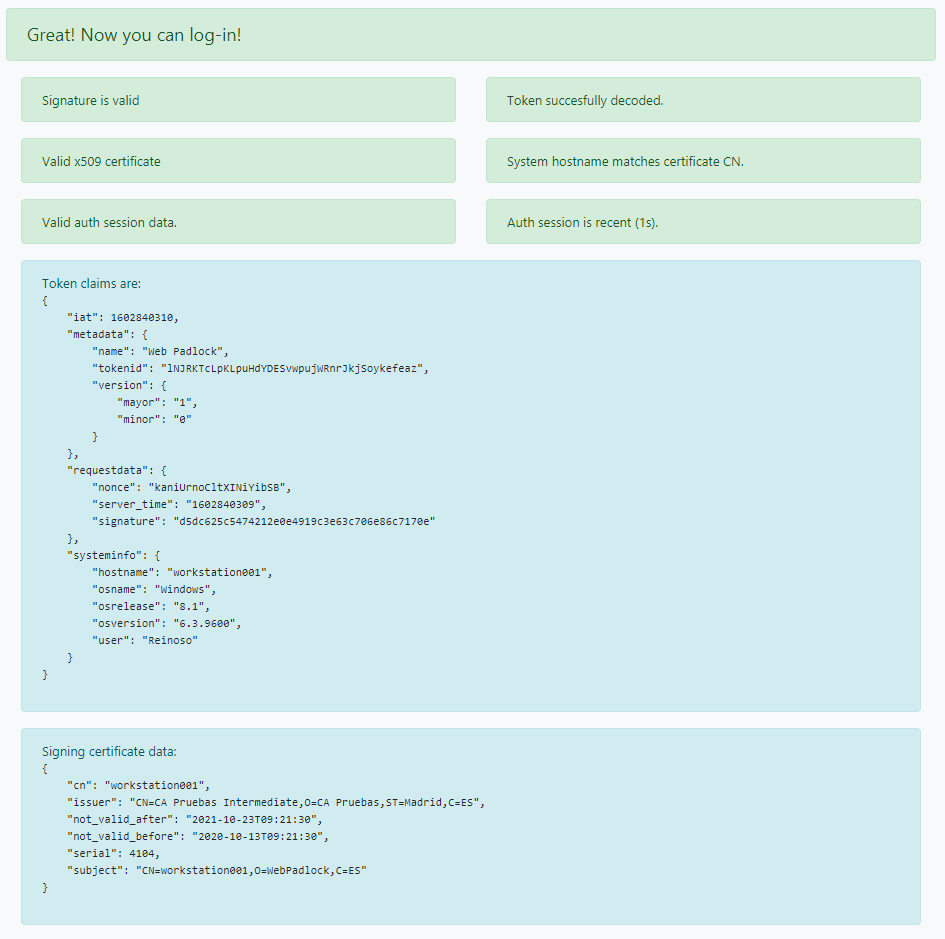 Great! Now you can log-in!
Signature is valid
Token succesfully decoded.
Valid x509 certificate
System hostname matches certificate CN.
Valid auth session data.
Auth session is recent (1s).
Token claims are:
{
    "iat": 1602840310,
    "metadata": {
        "name": "Web Padlock",
        "tokenid": "lNJRKTcLpKLpuHdYDESvwpujWRnrJkjSoykefeaz",
        "version": {
            "mayor": "1",
            "minor": "0"
        }
    },
    "requestdata": {
        "nonce": "kaniUrnoCltXINiYibSB",
        "server_time": "1602840309",
        "signature": "d5dc625c5474212e0e4919c3e63c706e86c7170e"
    },
    "systeminfo": {
        "hostname": "workstation001",
        "osname": "Windows",
        "osrelease": "8.1",
        "osversion": "6.3.9600",
        "user": "Reinoso"
    }
}
Signing certificate data:
{
    "cn": "workstation001",
    "issuer": "CN=CA Pruebas Intermediate,O=CA Pruebas,ST=Madrid,C=ES",
    "not_valid_after": "2021-10-23T09:21:30",
    "not_valid_before": "2020-10-13T09:21:30",
    "serial": 4104,
    "subject": "CN=workstation001,O=WebPadlock,C=ES"
}